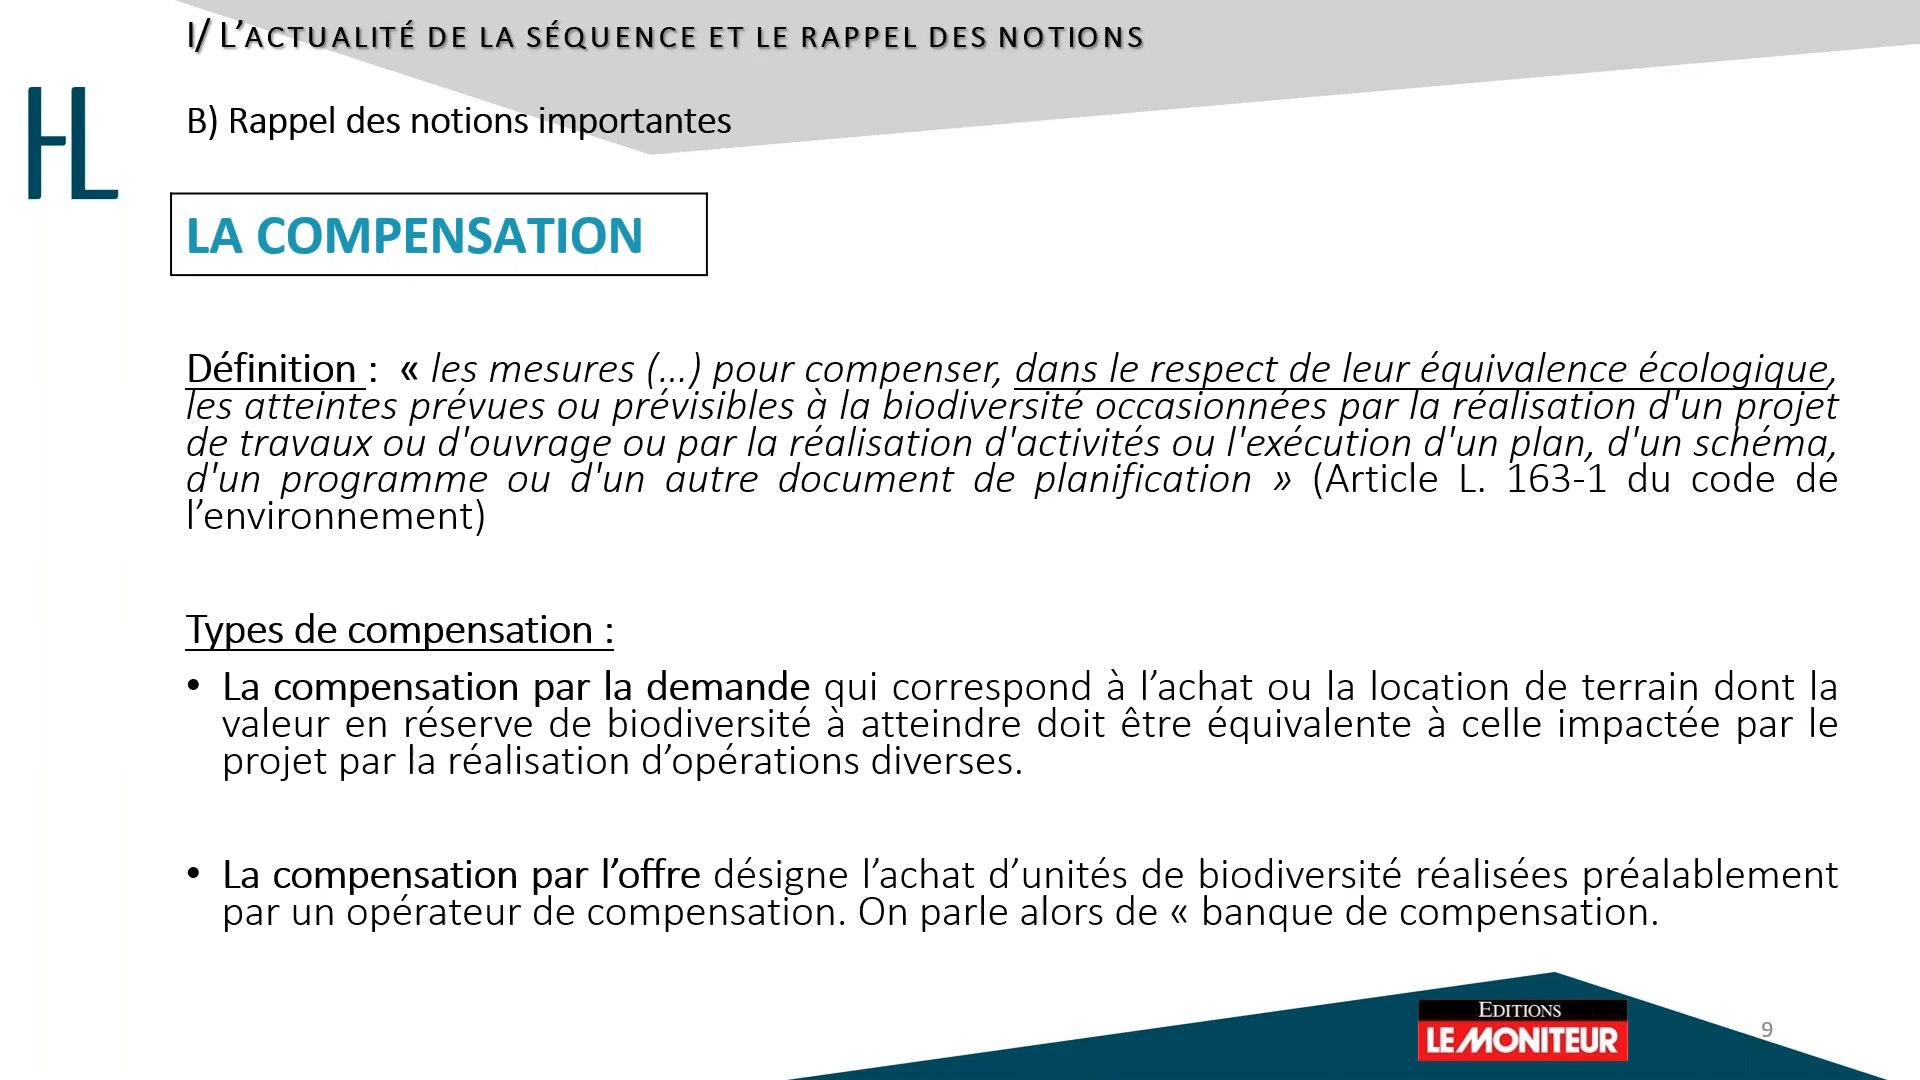 I/ L’ACTUALITÉ DE LA SÉQUENCE ET LE RAPPEL DES NOTIONS
B) Rappel des notions importantes
HL
LA COMPENSATION
Définition : « les mesures (…) pour compenser, dans le respect de leur équivalence écologique,
les atteintes prévues ou prévisibles à la biodiversité occasionnées par la réalisation d'un projet
de travaux ou d'ouvrage ou par la réalisation d'activités ou l'exécution d'un plan, d'un schéma,
d'un programme ou d'un autre document de planification » (Article L. 163-1 du code de
l’environnement)
Types de compensation :
• La compensation par la demande qui correspond à l’achat ou la location de terrain dont la
valeur en réserve de biodiversité à atteindre doit être équivalente à celle impactée par le
projet par la réalisation d’opérations diverses.
• La compensation par l’offre désigne l’achat d’unités de biodiversité réalisées préalablement
par un opérateur de compensation. On parle alors de « banque de compensation.
EDITIONS
LE MONITEUR
9